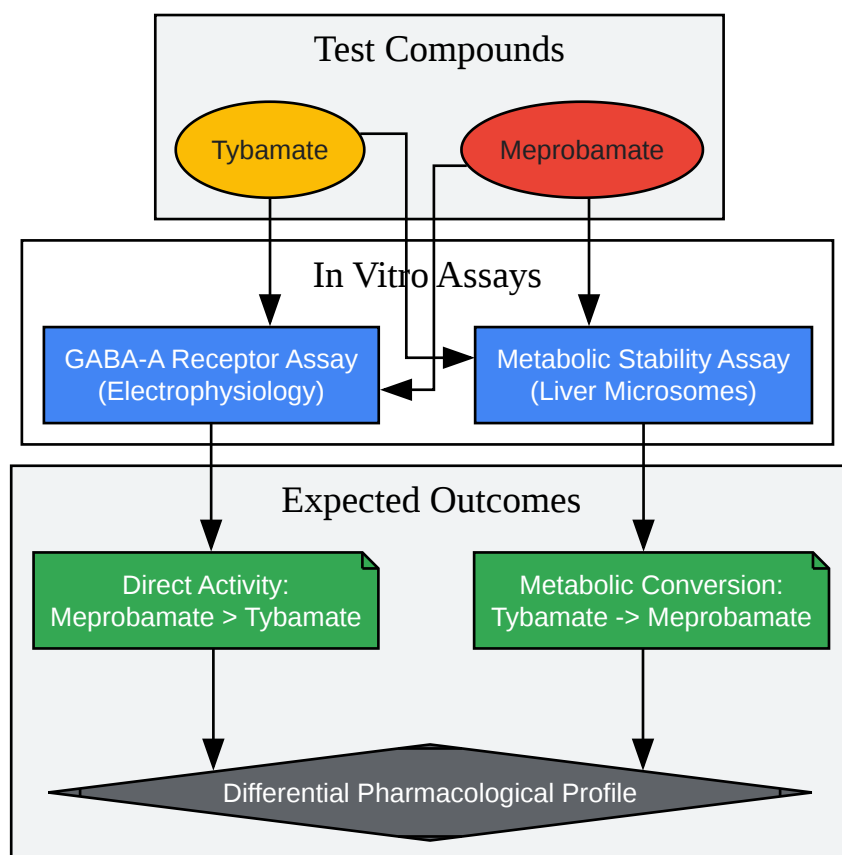 Test Compounds
Tybamate
Meprobamate
In Vitro Assays
GABA-A Receptor Assay
(Electrophysiology)
Metabolic Stability Assay
(Liver Microsomes)
Expected Outcomes
Direct Activity:
Meprobamate > Tybamate
Metabolic Conversion:
Tybamate -> Meprobamate
Differential Pharmacological Profile